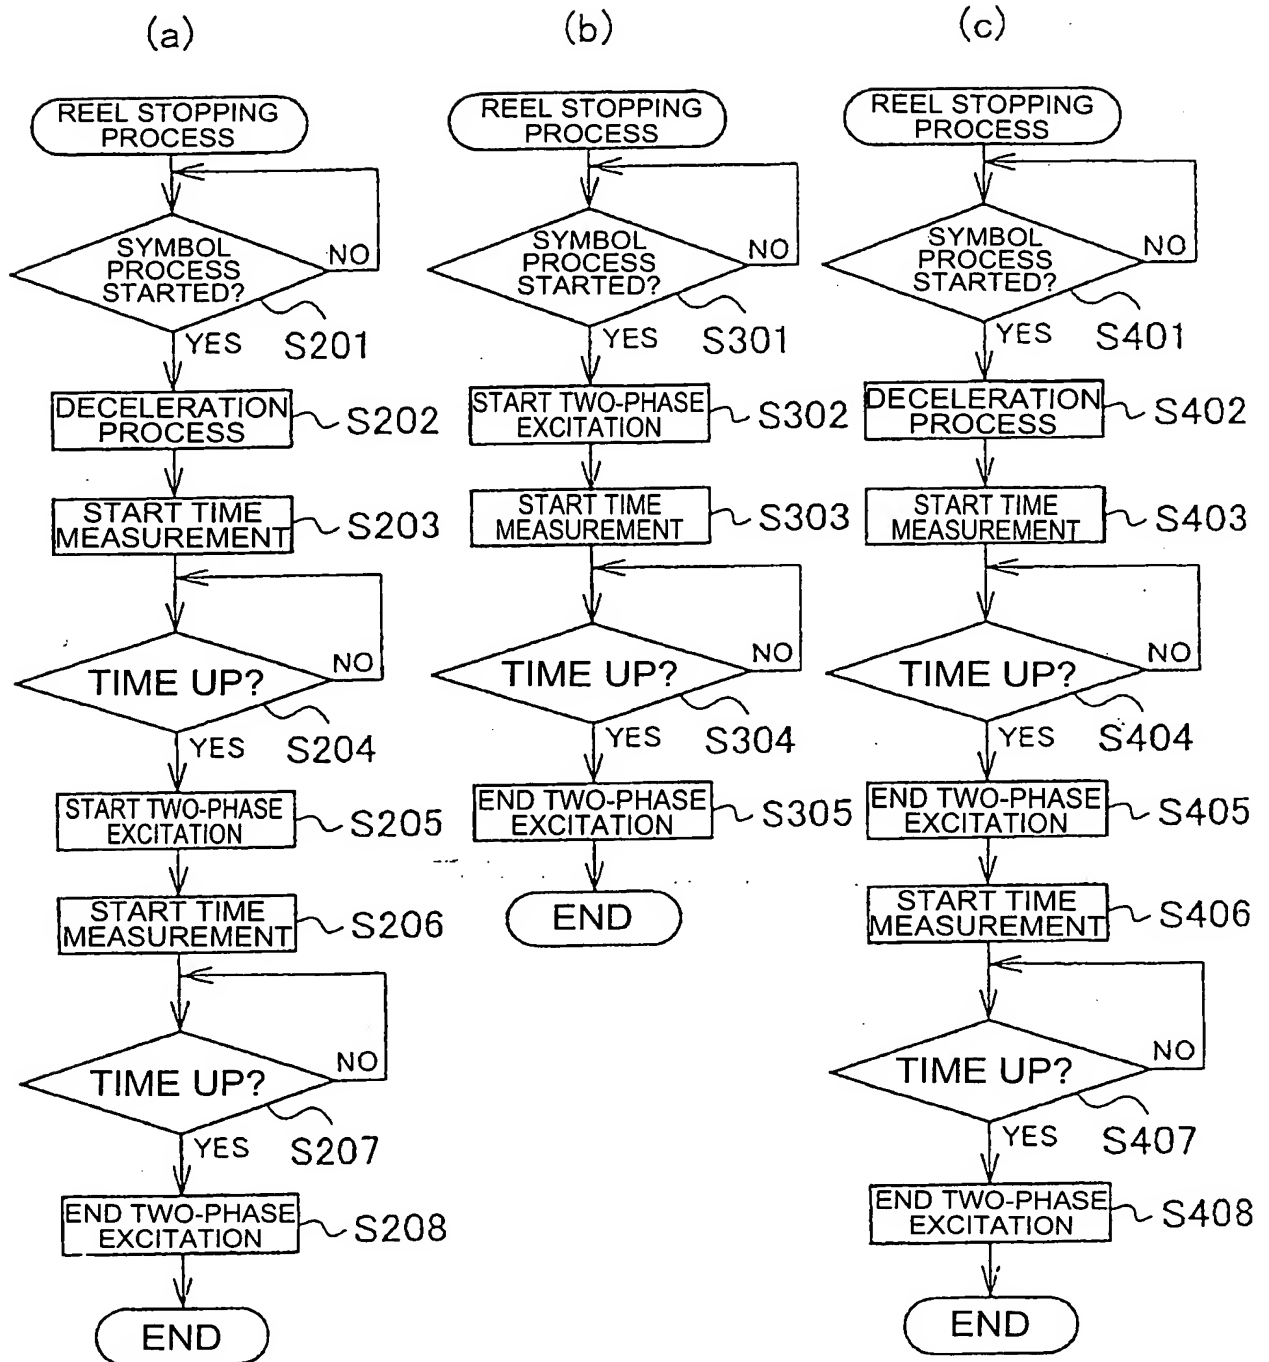 (a)
REEL STOPPING
PROCESS
SYMBOL
PROCESS
STARTED?
NO
YES
S201
DECELERATION
PROCESS
S202
START TIME
MEASUREMENT
S203
TIME UP?
NO
YES
S204
START TWO-PHASE
EXCITATION
S205
START TIME
MEASUREMENT
S206
TIME UP?
NO
YES
S207
END TWO-PHASE
EXCITATION
S208
END
(b)
REEL STOPPING
PROCESS
SYMBOL
PROCESS
STARTED?
NO
YES
S301
START TWO-PHASE
EXCITATION
S302
START TIME
MEASUREMENT
S303
TIME UP?
NO
YES
S304
END TWO-PHASE
EXCITATION
S305
END
(c)
REEL STOPPING
PROCESS
SYMBOL
PROCESS
STARTED?
NO
YES
S401
DECELERATION
PROCESS
S402
START TIME
MEASUREMENT
S403
TIME UP?
NO
YES
S404
END TWO-PHASE
EXCITATION
S405
START TIME
MEASUREMENT
S406
TIME UP?
NO
YES
S407
END TWO-PHASE
EXCITATION
S408
END